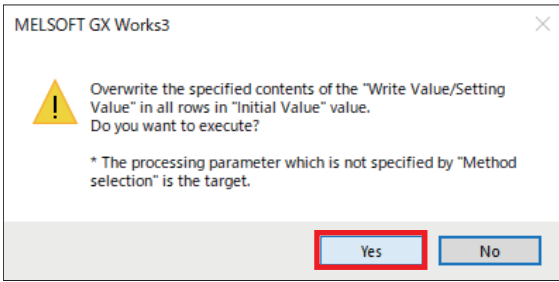 MELSOFT GX Works3
Overwrite the specified contents of the "Write Value/Setting
Value" in all rows in "Initial Value" value.
Do you want to execute?
* The processing parameter which is not specified by "Method
selection" is the target.
Yes
No